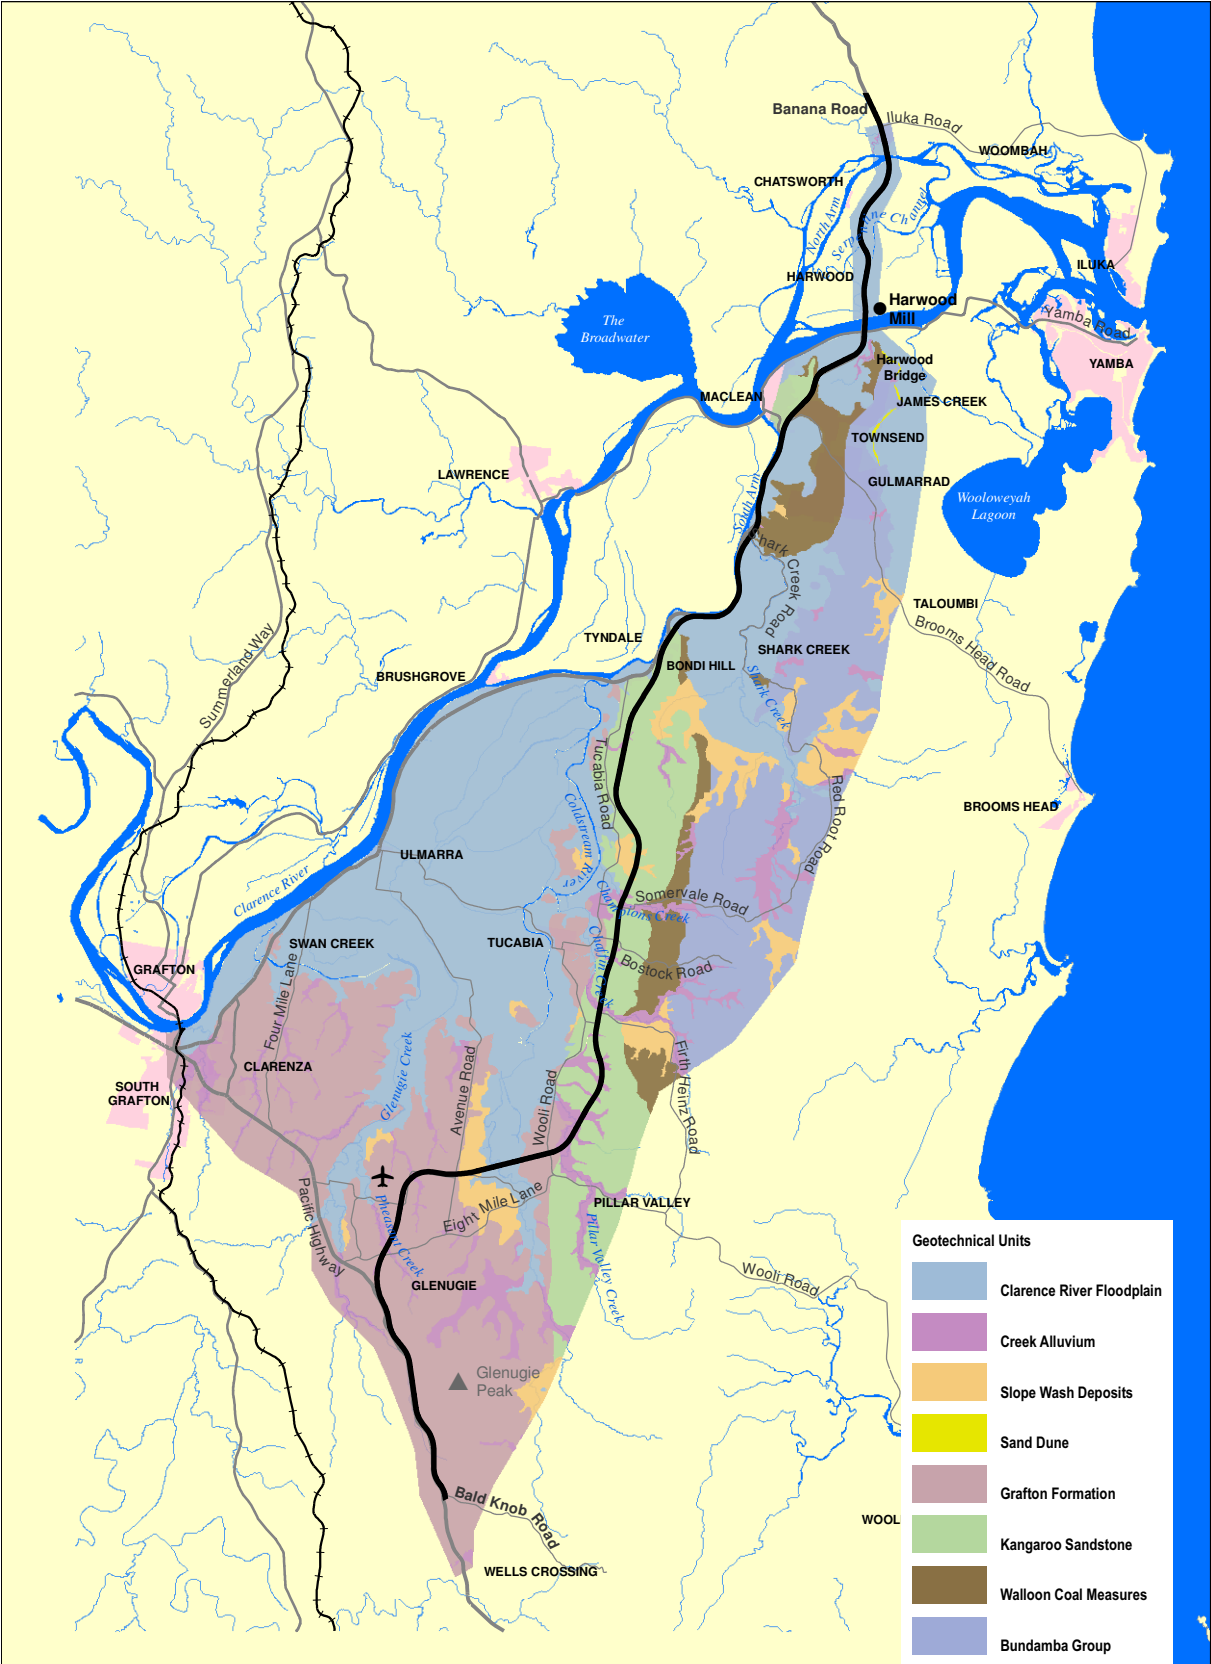 Banana Road
Iluka Road
WOOMBAH
CHATSWORTH
North Arm
Serpentine Channel
ILUKA
HARWOOD
Harwood
Mill
The
Broadwater
Yamba Road
Harwood
Bridge
YAMBA
MACLEAN
JAMES CREEK
TOWNSEND
LAWRENCE
GULMARRAD
Wooloweyah
Lagoon
South Arm
Shark Creek Road
TALOUMBI
Brooms Head Road
TYNDALE
SHARK CREEK
BONDI HILL
Summerland Way
BRUSHGROVE
Shark Creek
Tucabia Road
Red Root Road
BROOMS HEAD
Coldstream River
ULMARRA
Clarence River
Somervale Road
Champions Creek
SWAN CREEK
TUCABIA
Chaffin Creek
Bostock Road
GRAFTON
Four Mile Lane
CLARENZA
Glenugie Creek
Avenue Road
Wooli Road
Firth Heinz Road
SOUTH
GRAFTON
Pacific Highway
Pheasant Creek
Eight Mile Lane
PILLAR VALLEY
Pillar Valley Creek
GLENUGIE
Wooli Road
Glenugie
Peak
Bald Knob Road
WELLS CROSSING
WOOL
R
Geotechnical Units
Clarence River Floodplain
Creek Alluvium
Slope Wash Deposits
Sand Dune
Grafton Formation
Kangaroo Sandstone
Walloon Coal Measures
Bundamba Group